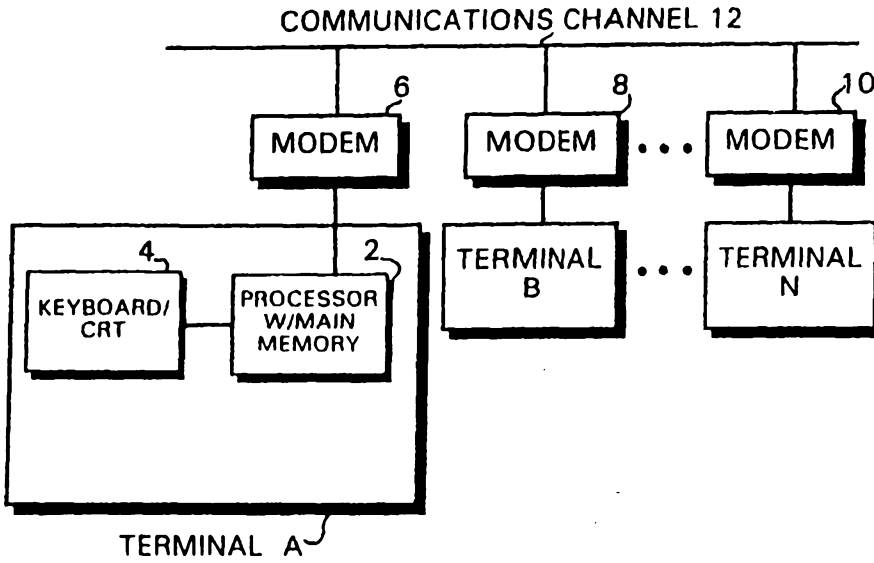 COMMUNICATIONS CHANNEL 12
6
8
10
MODEM
MODEM
MODEM
4
2
KEYBOARD/
CRT
PROCESSOR
W/MAIN
MEMORY
TERMINAL
B
TERMINAL
N
TERMINAL A